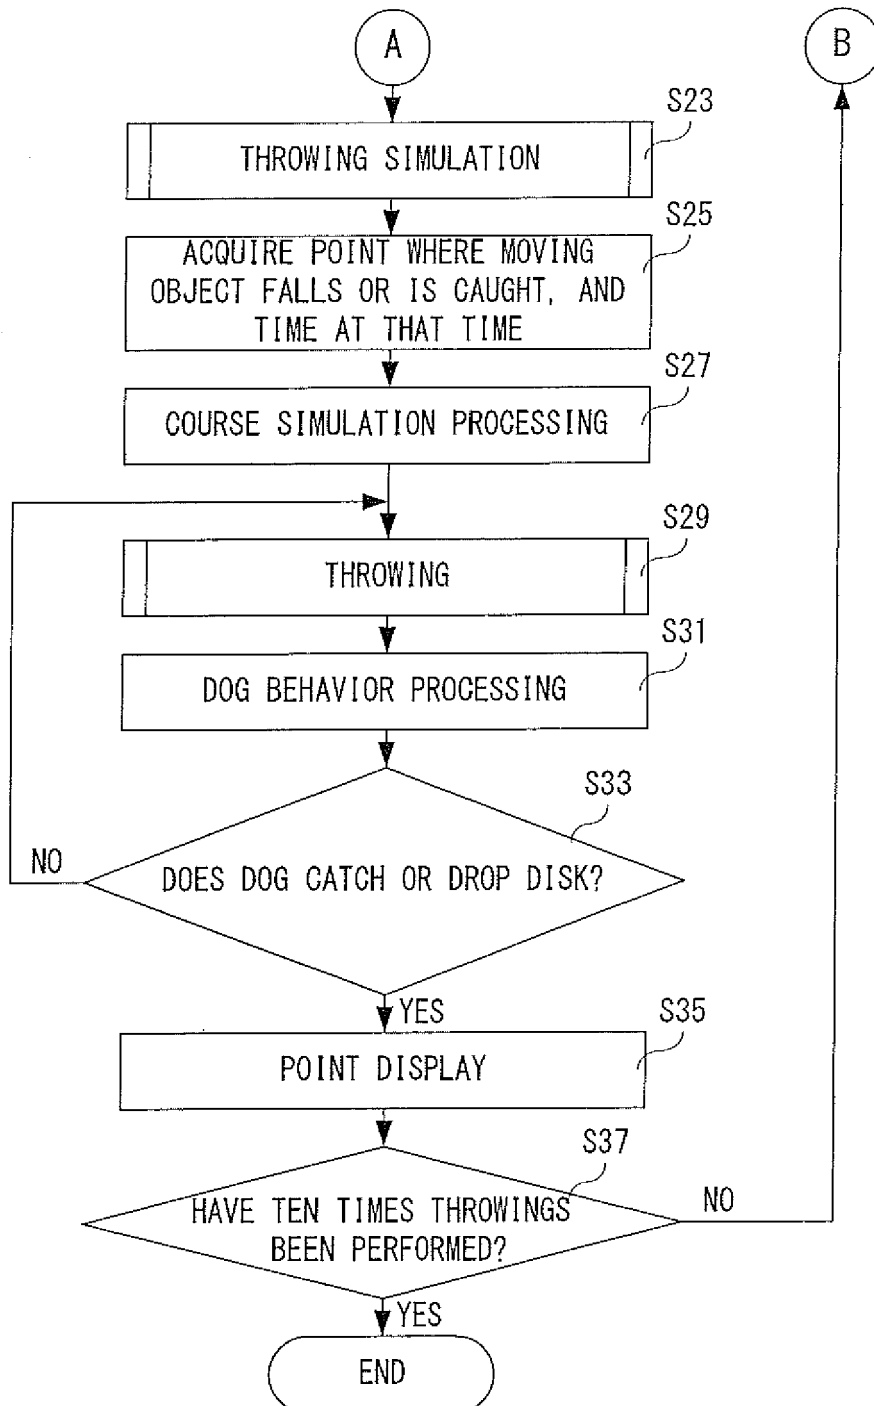 A
B
S23
THROWING SIMULATION
S25
ACQUIRE POINT WHERE MOVING
OBJECT FALLS OR IS CAUGHT, AND
TIME AT THAT TIME
S27
COURSE SIMULATION PROCESSING
S29
THROWING
S31
DOG BEHAVIOR PROCESSING
S33
NO
DOES DOG CATCH OR DROP DISK?
YES
S35
POINT DISPLAY
S37
NO
HAVE TEN TIMES THROWINGS
BEEN PERFORMED?
YES
END